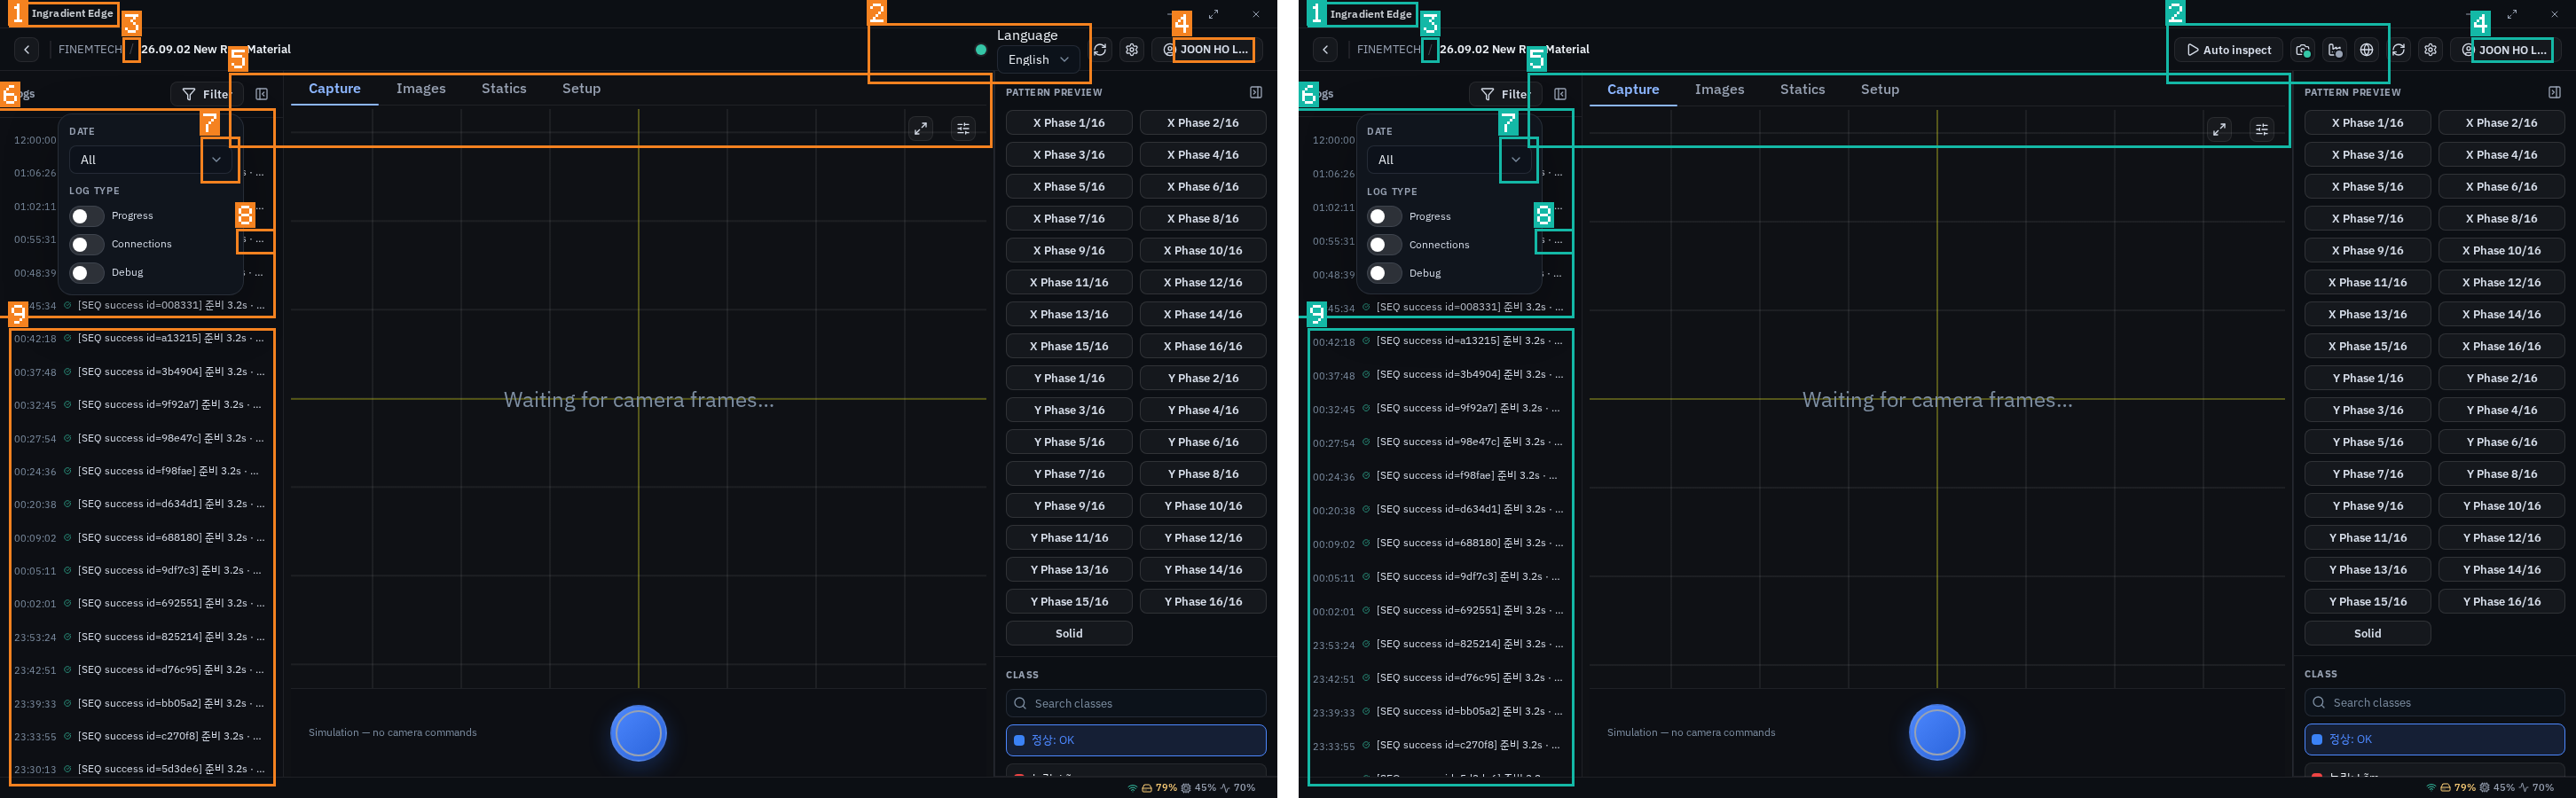 1 Ingradient Edge
2
3
4
FINEMTECH / 26.09.02 New R Material
Language
English
JOON HO L...
5
6
ogs
Filter
Capture Images Statics Setup
PATTERN PREVIEW
7
DATE
All
LOG TYPE
Progress
8
Connections
Debug
12:00:00
01:06:26
01:02:11
00:55:31 s · ...
00:48:39 s · ...
45:34 [SEQ success id=008331] 준비 3.2s · ...
9
00:42:18 [SEQ success id=a13215] 준비 3.2s · ...
00:37:48 [SEQ success id=3b4904] 준비 3.2s · ...
00:32:45 [SEQ success id=9f92a7] 준비 3.2s · ...
00:27:54 [SEQ success id=98e47c] 준비 3.2s · ...
00:24:36 [SEQ success id=f98fae] 준비 3.2s · ...
00:20:38 [SEQ success id=d634d1] 준비 3.2s · ...
00:09:02 [SEQ success id=688180] 준비 3.2s · ...
00:05:11 [SEQ success id=9df7c3] 준비 3.2s · ...
00:02:01 [SEQ success id=692551] 준비 3.2s · ...
23:53:24 [SEQ success id=825214] 준비 3.2s · ...
23:42:51 [SEQ success id=d76c95] 준비 3.2s · ...
23:39:33 [SEQ success id=bb05a2] 준비 3.2s · ...
23:33:55 [SEQ success id=c270f8] 준비 3.2s · ...
23:30:13 [SEQ success id=5d3de6] 준비 3.2s · ...
Waiting for camera frames...
Simulation — no camera commands
X Phase 1/16 X Phase 2/16
X Phase 3/16 X Phase 4/16
X Phase 5/16 X Phase 6/16
X Phase 7/16 X Phase 8/16
X Phase 9/16 X Phase 10/16
X Phase 11/16 X Phase 12/16
X Phase 13/16 X Phase 14/16
X Phase 15/16 X Phase 16/16
Y Phase 1/16 Y Phase 2/16
Y Phase 3/16 Y Phase 4/16
Y Phase 5/16 Y Phase 6/16
Y Phase 7/16 Y Phase 8/16
Y Phase 9/16 Y Phase 10/16
Y Phase 11/16 Y Phase 12/16
Y Phase 13/16 Y Phase 14/16
Y Phase 15/16 Y Phase 16/16
Solid
CLASS
Search classes
정상: OK
79% 45% 70%
1 Ingradient Edge
2
3
4
FINEMTECH / 26.09.02 New R Material
Auto inspect
JOON HO L...
5
6
ogs
Filter
Capture Images Statics Setup
PATTERN PREVIEW
7
DATE
All
LOG TYPE
Progress
8
Connections
Debug
12:00:00
01:06:26
01:02:11
00:55:31 s · ...
00:48:39 s · ...
45:34 [SEQ success id=008331] 준비 3.2s · ...
9
00:42:18 [SEQ success id=a13215] 준비 3.2s · ...
00:37:48 [SEQ success id=3b4904] 준비 3.2s · ...
00:32:45 [SEQ success id=9f92a7] 준비 3.2s · ...
00:27:54 [SEQ success id=98e47c] 준비 3.2s · ...
00:24:36 [SEQ success id=f98fae] 준비 3.2s · ...
00:20:38 [SEQ success id=d634d1] 준비 3.2s · ...
00:09:02 [SEQ success id=688180] 준비 3.2s · ...
00:05:11 [SEQ success id=9df7c3] 준비 3.2s · ...
00:02:01 [SEQ success id=692551] 준비 3.2s · ...
23:53:24 [SEQ success id=825214] 준비 3.2s · ...
23:42:51 [SEQ success id=d76c95] 준비 3.2s · ...
23:39:33 [SEQ success id=bb05a2] 준비 3.2s · ...
23:33:55 [SEQ success id=c270f8] 준비 3.2s · ...
Waiting for camera frames...
Simulation — no camera commands
X Phase 1/16 X Phase 2/16
X Phase 3/16 X Phase 4/16
X Phase 5/16 X Phase 6/16
X Phase 7/16 X Phase 8/16
X Phase 9/16 X Phase 10/16
X Phase 11/16 X Phase 12/16
X Phase 13/16 X Phase 14/16
X Phase 15/16 X Phase 16/16
Y Phase 1/16 Y Phase 2/16
Y Phase 3/16 Y Phase 4/16
Y Phase 5/16 Y Phase 6/16
Y Phase 7/16 Y Phase 8/16
Y Phase 9/16 Y Phase 10/16
Y Phase 11/16 Y Phase 12/16
Y Phase 13/16 Y Phase 14/16
Y Phase 15/16 Y Phase 16/16
Solid
CLASS
Search classes
정상: OK
79% 45% 70%